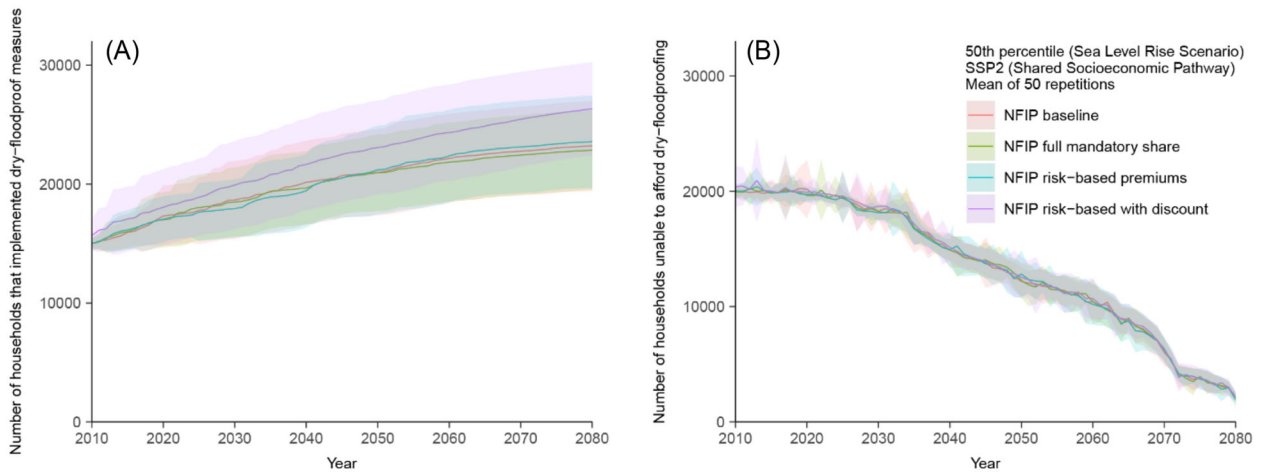 (A)
Number of households that implemented dry-floodproof measures
30000
20000
10000
0
2010 2020 2030 2040 2050 2060 2070 2080
Year
(B)
Number of households unable to afford dry-floodproofing
30000
20000
10000
0
2010 2020 2030 2040 2050 2060 2070 2080
Year
50th percentile (Sea Level Rise Scenario)
SSP2 (Shared Socioeconomic Pathway)
Mean of 50 repetitions
NFIP baseline
NFIP full mandatory share
NFIP risk-based premiums
NFIP risk-based with discount